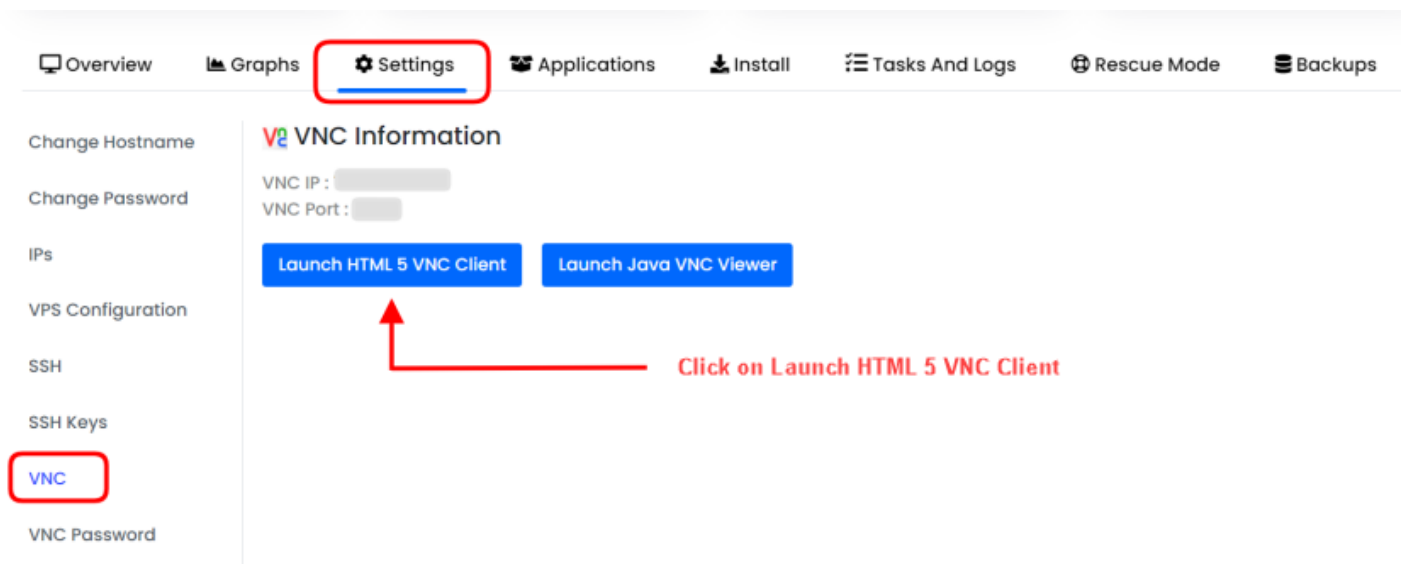 Overview Graphs Settings Applications Install Tasks And Logs Rescue Mode Backups
Change Hostname
Change Password
IPs
VPS Configuration
SSH
SSH Keys
VNC
VNC Password
VNC Information
VNC IP :
VNC Port :
Launch HTML 5 VNC Client Launch Java VNC Viewer
Click on Launch HTML 5 VNC Client